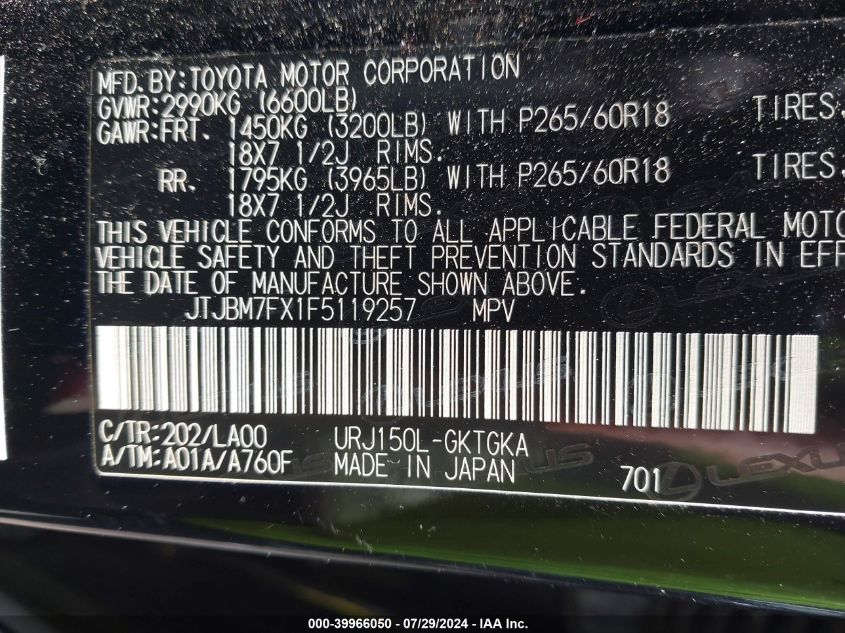 MFD. BY: TOYOTA MOTOR CORPORATION
GVWR: 2990KG (6600LB)
GAWR: FRT. 1450KG (3200LB) WITH P265/60R18 TIRES.
18X7 1/2J RIMS.
RR. 1795KG (3965LB) WITH P265/60R18 TIRES.
18X7 1/2J RIMS.
THIS VEHICLE CONFORMS TO ALL APPLICABLE FEDERAL MOTO
VEHICLE SAFETY AND THEFT PREVENTION STANDARDS IN EFF
THE DATE OF MANUFACTURE SHOWN ABOVE.
JTJBM7FX1F5119257 MPV
C/TR: 202/LA00 URJ150L-GKTGKA
A/TM: A01A/A760F MADE IN JAPAN 701
LEXUS
000-39966050 - 07/29/2024 - IAA Inc.